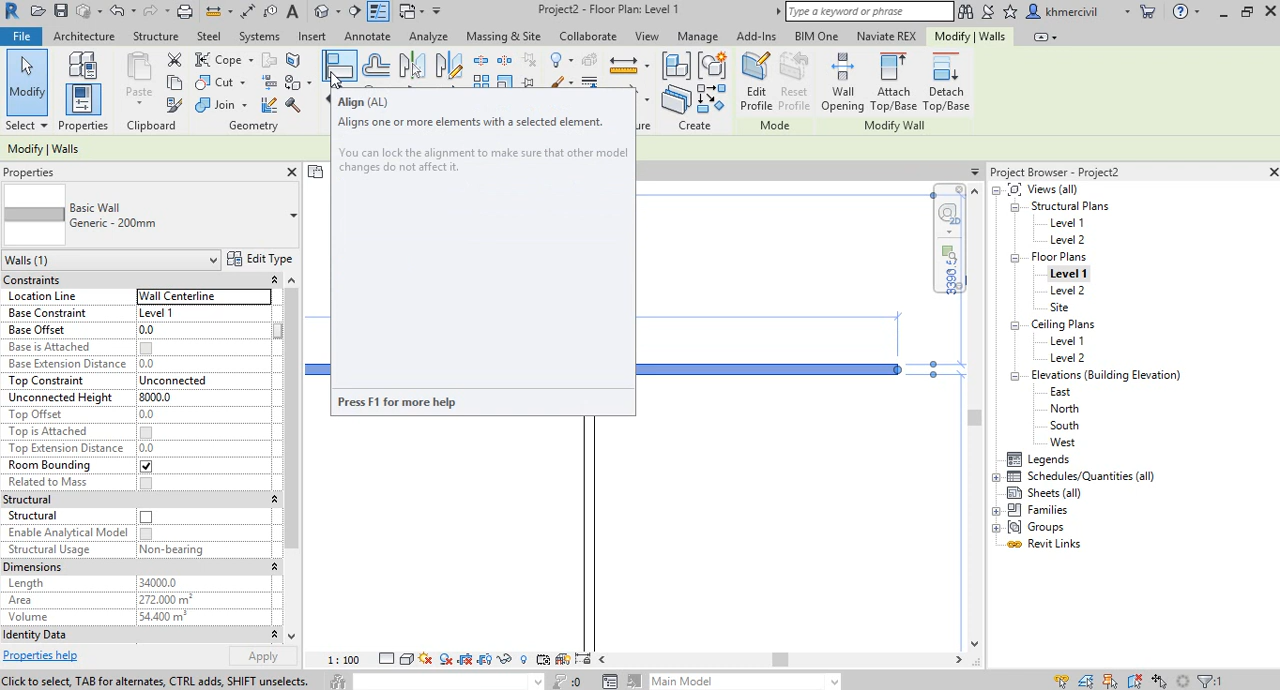 Project2 - Floor Plan: Level 1
Type a keyword or phrase
khmercivil
File
Architecture
Structure
Steel
Systems
Insert
Annotate
Analyze
Massing & Site
Collaborate
View
Manage
Add-Ins
BIM One
Naviate REX
Modify | Walls
Modify
Select
Properties
Paste
Clipboard
Cope
Cut
Join
Geometry
Create
Edit
Profile
Reset
Profile
Mode
Wall
Opening
Attach
Top/Base
Detach
Top/Base
Modify Wall
Align (AL)
Aligns one or more elements with a selected element.
You can lock the alignment to make sure that other model
changes do not affect it.
Press F1 for more help
Modify | Walls
Properties
Basic Wall
Generic - 200mm
Walls (1)
Edit Type
Constraints
Location Line Wall Centerline
Base Constraint Level 1
Base Offset 0.0
Base is Attached
Base Extension Distance 0.0
Top Constraint Unconnected
Unconnected Height 8000.0
Top Offset 0.0
Top is Attached
Top Extension Distance 0.0
Room Bounding
Related to Mass
Structural
Structural
Enable Analytical Model
Structural Usage Non-bearing
Dimensions
Length 34000.0
Area 272.000 m²
Volume 54.400 m³
Identity Data
Properties help
Apply
2D
1 : 100
Project Browser - Project2
Views (all)
Structural Plans
Level 1
Level 2
Floor Plans
Level 1
Level 2
Site
Ceiling Plans
Level 1
Level 2
Elevations (Building Elevation)
East
North
South
West
Legends
Schedules/Quantities (all)
Sheets (all)
Families
Groups
Revit Links
Click to select, TAB for alternates, CTRL adds, SHIFT unselects.
:0
Main Model
:1